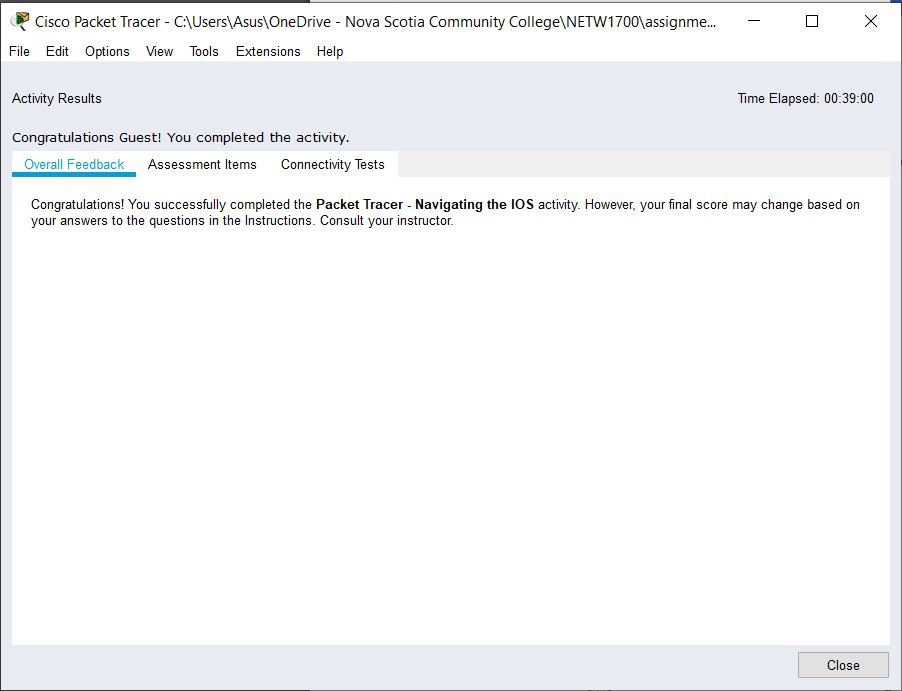 Cisco Packet Tracer - C:\Users\Asus\OneDrive - Nova Scotia Community College\NETW1700\assignme...
File Edit Options View Tools Extensions Help
Activity Results Time Elapsed: 00:39:00
Congratulations Guest! You completed the activity.
Overall Feedback Assessment Items Connectivity Tests
Congratulations! You successfully completed the Packet Tracer - Navigating the IOS activity. However, your final score may change based on
your answers to the questions in the Instructions. Consult your instructor.
Close